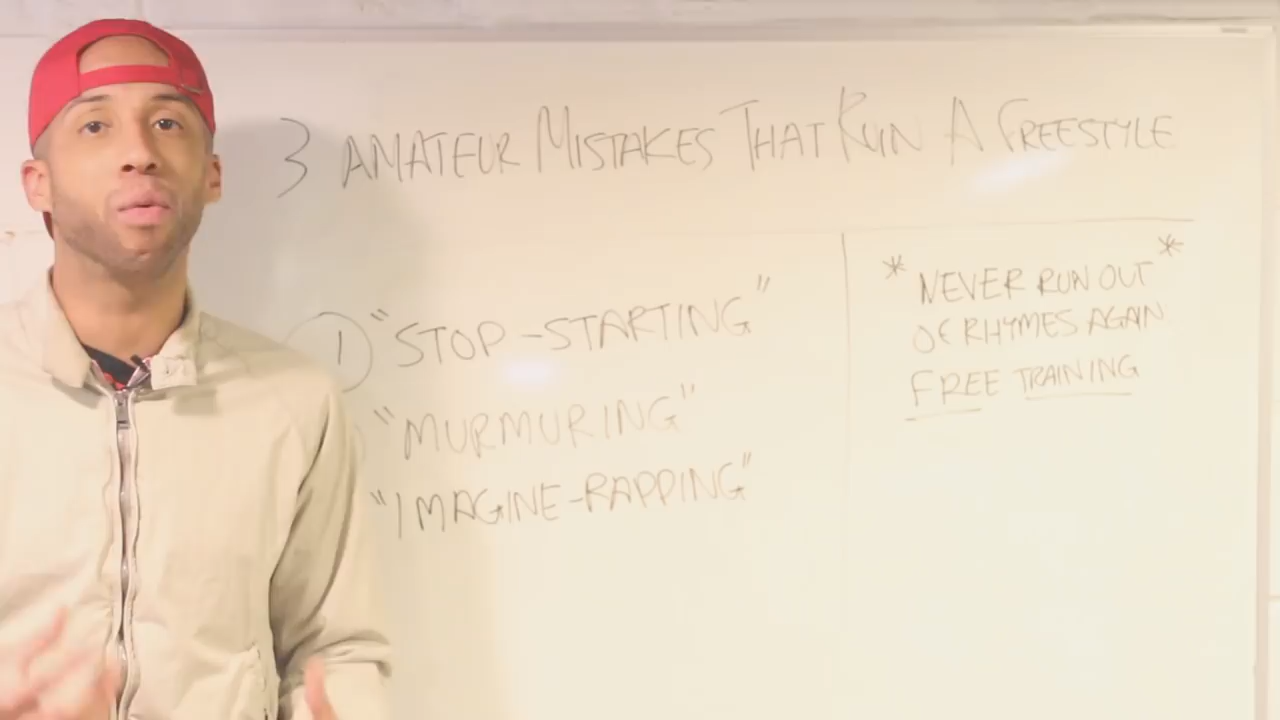 3 AMATEUR MISTAKES THAT RUIN A FREESTYLE
1 "STOP-STARTING"
"MURMURING"
"IMAGINE-RAPPING"
* NEVER RUN OUT *
OF RHYMES AGAIN
FREE TRAINING